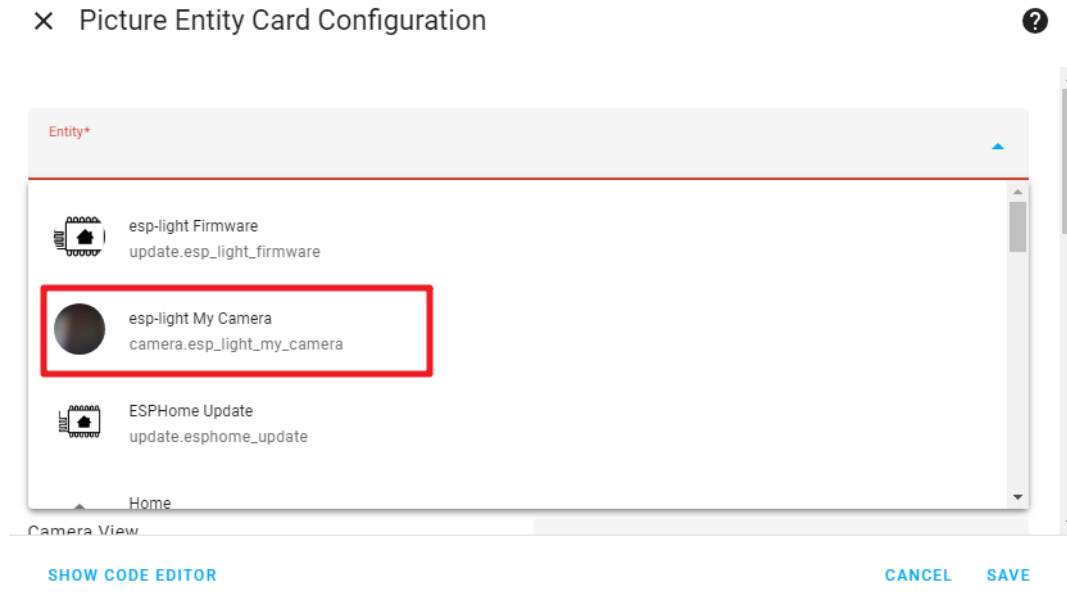 Picture Entity Card Configuration
Entity*
esp-light Firmware
update.esp_light_firmware
esp-light My Camera
camera.esp_light_my_camera
ESPHome Update
update.esphome_update
Home
Camera View
SHOW CODE EDITOR
CANCEL
SAVE